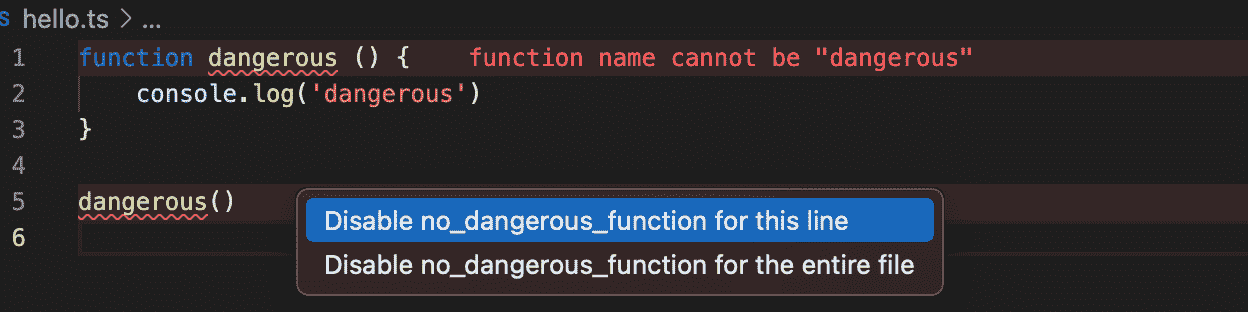 S hello.ts > ...
1 function dangerous () { function name cannot be "dangerous"
2 console.log('dangerous')
3 }
4
5 dangerous()
Disable no_dangerous_function for this line
6
Disable no_dangerous_function for the entire file